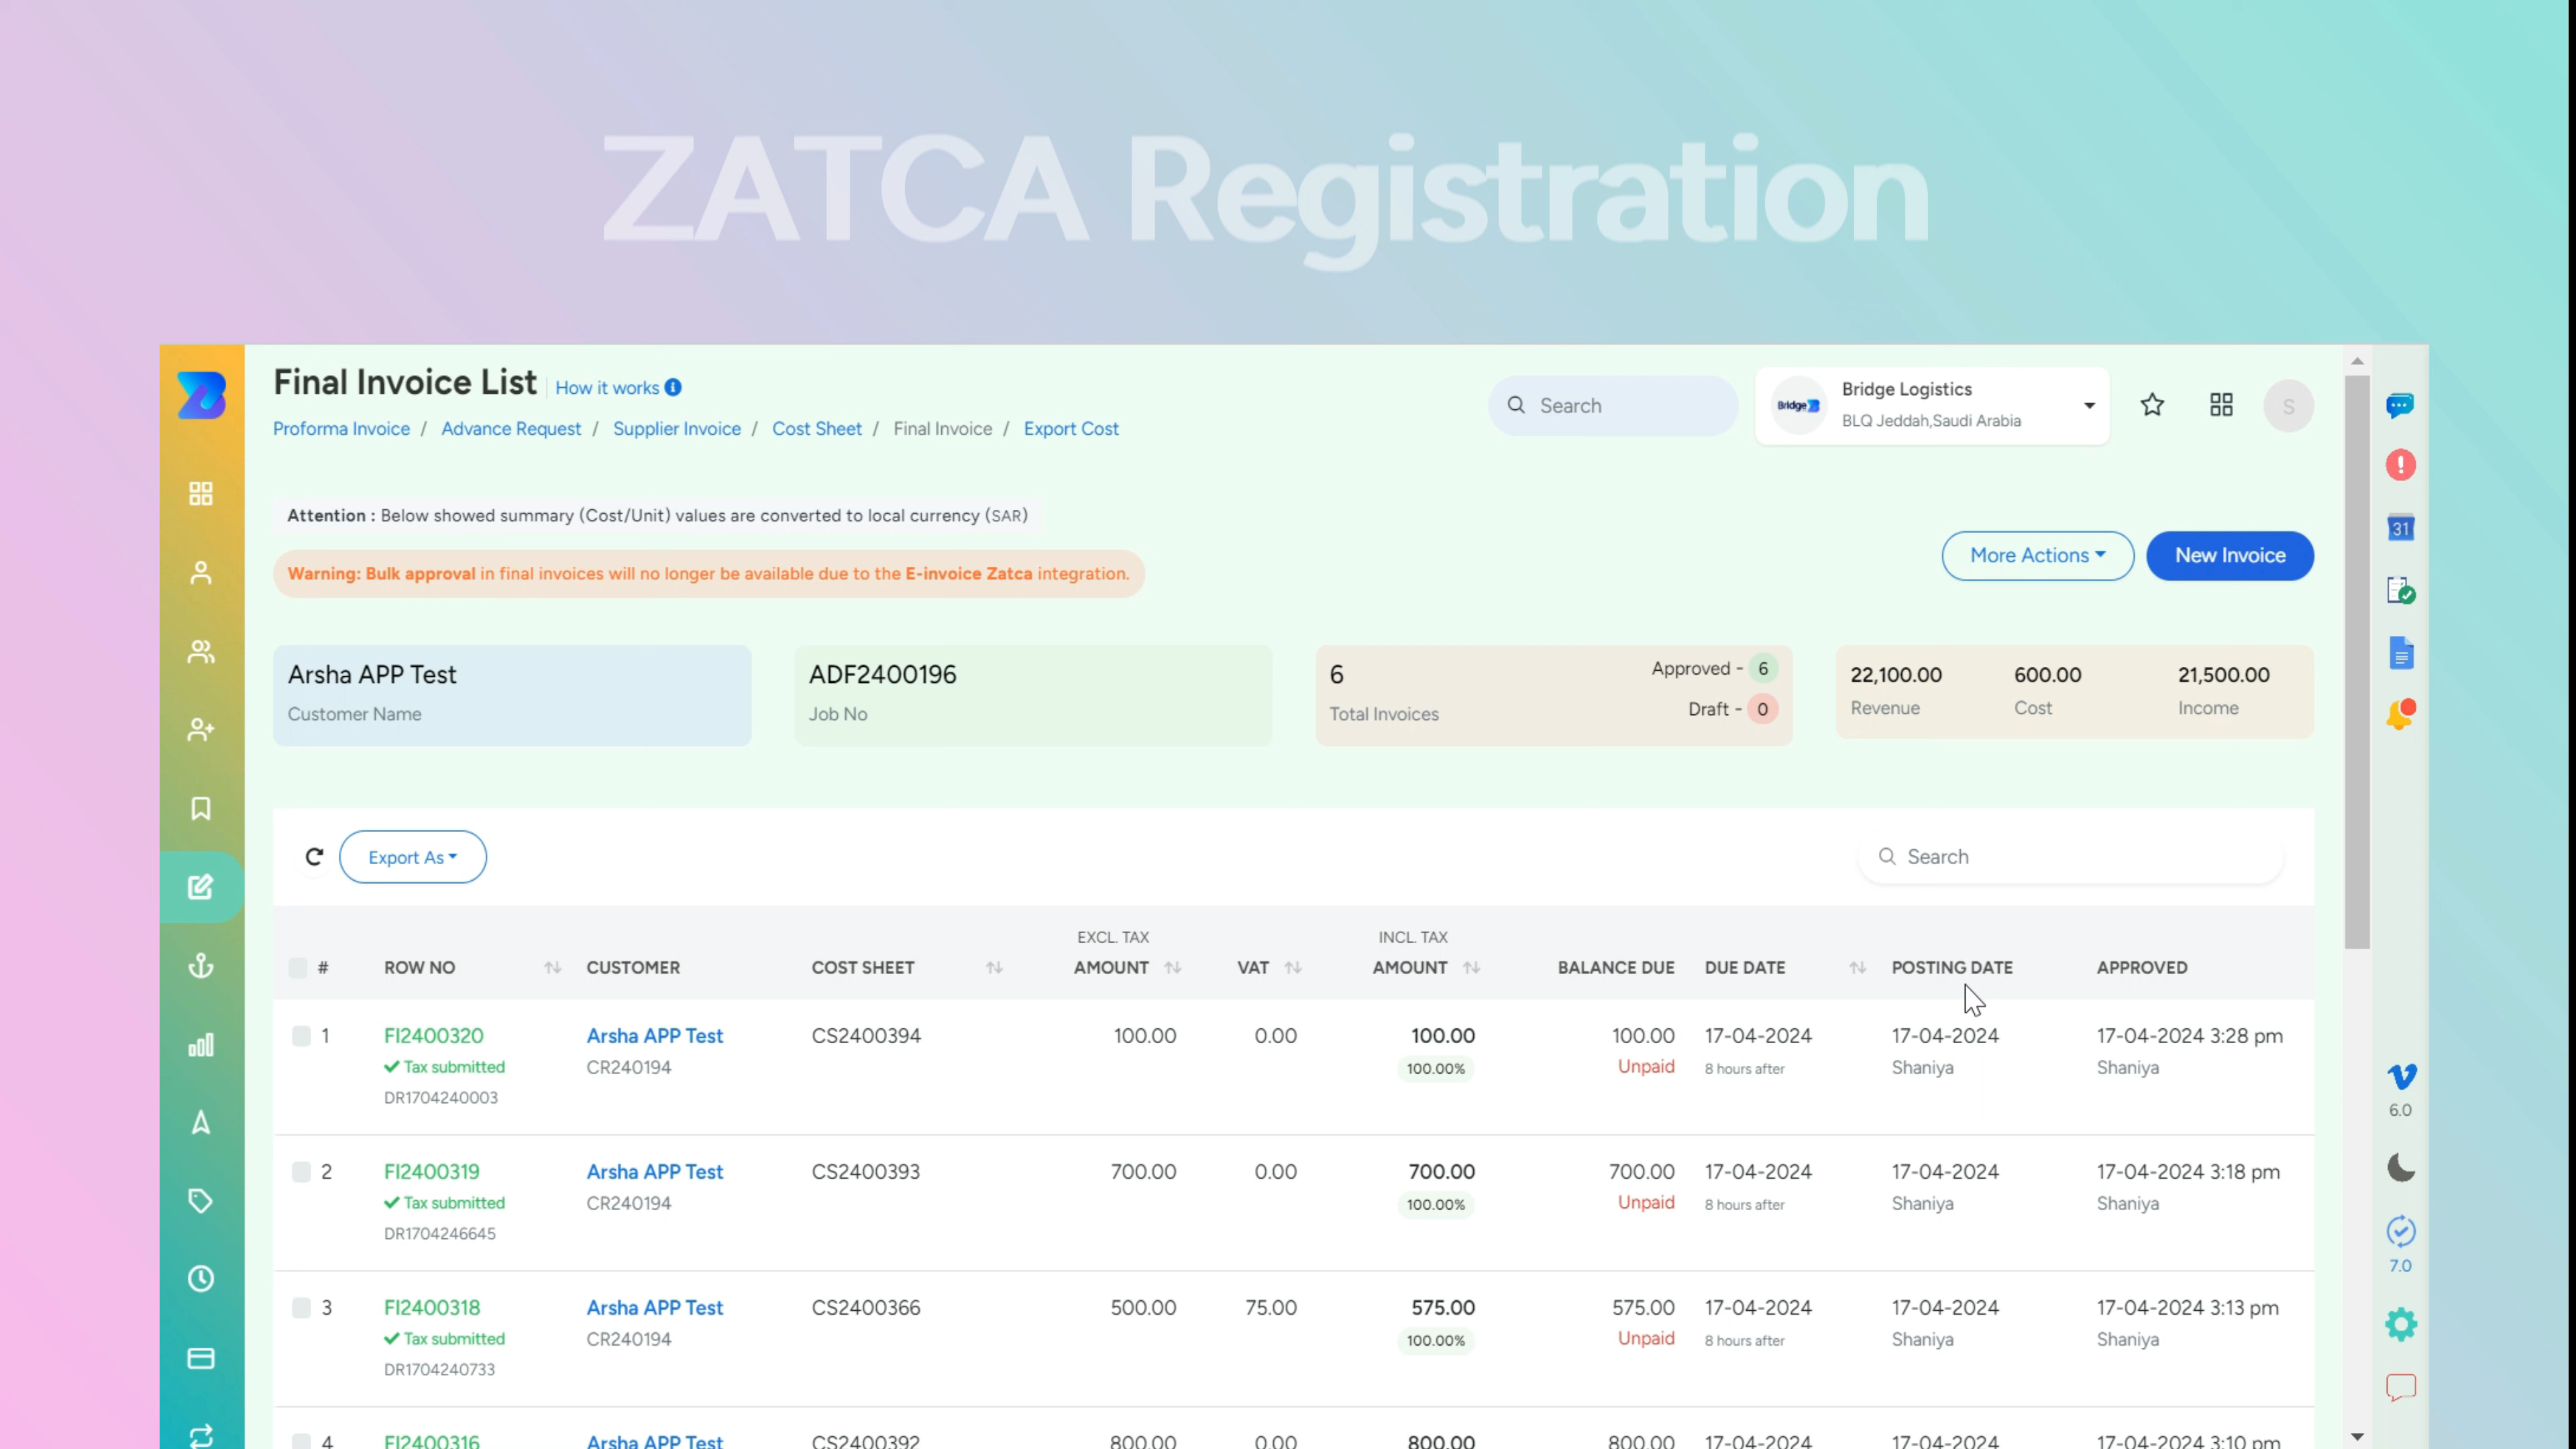 ZATCA Registration
Final Invoice List How it works
Proforma Invoice / Advance Request / Supplier Invoice / Cost Sheet / Final Invoice / Export Cost
Search
Bridge
Bridge Logistics
BLQ Jeddah,Saudi Arabia
S
Attention : Below showed summary (Cost/Unit) values are converted to local currency (SAR)
Warning: Bulk approval in final invoices will no longer be available due to the E-invoice Zatca integration.
More Actions
New Invoice
31
Arsha APP Test
Customer Name
ADF2400196
Job No
6
Total Invoices
Approved - 6
Draft - 0
22,100.00 600.00 21,500.00
Revenue Cost Income
Export As
Search
# ROW NO CUSTOMER COST SHEET EXCL. TAX AMOUNT VAT INCL. TAX AMOUNT BALANCE DUE DUE DATE POSTING DATE APPROVED
1 FI2400320 Arsha APP Test CS2400394 100.00 0.00 100.00 100.00 17-04-2024 17-04-2024 17-04-2024 3:28 pm
Tax submitted CR240194 100.00% Unpaid 8 hours after Shaniya Shaniya
DR1704240003
2 FI2400319 Arsha APP Test CS2400393 700.00 0.00 700.00 700.00 17-04-2024 17-04-2024 17-04-2024 3:18 pm
Tax submitted CR240194 100.00% Unpaid 8 hours after Shaniya Shaniya
DR1704246645
3 FI2400318 Arsha APP Test CS2400366 500.00 75.00 575.00 575.00 17-04-2024 17-04-2024 17-04-2024 3:13 pm
Tax submitted CR240194 100.00% Unpaid 8 hours after Shaniya Shaniya
DR1704240733
4 FI2400316 Arsha APP Test CS2400392 800.00 0.00 800.00 800.00 17-04-2024 17-04-2024 17-04-2024 3:10 pm
6.0
7.0